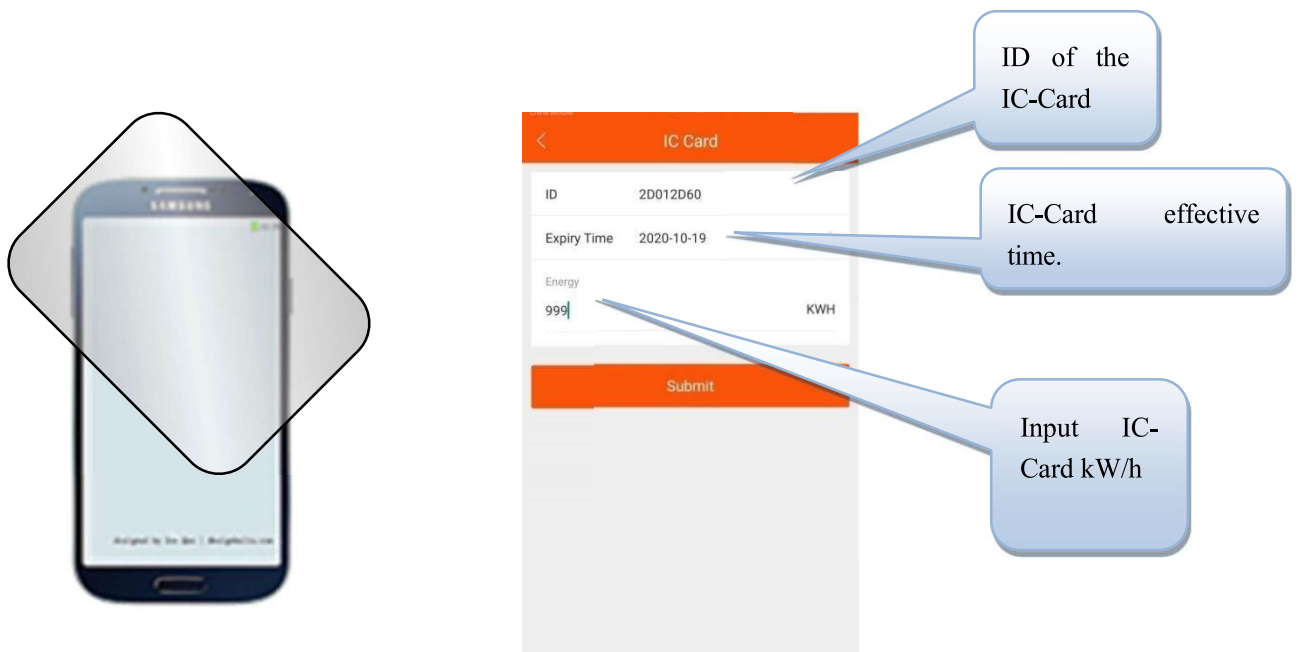 SAMSUNG
ID of the
IC-Card
IC Card
ID 2D012D60
IC-Card effective
time.
Expiry Time 2020-10-19
Energy
999 KWH
Submit
Input IC-
Card kW/h